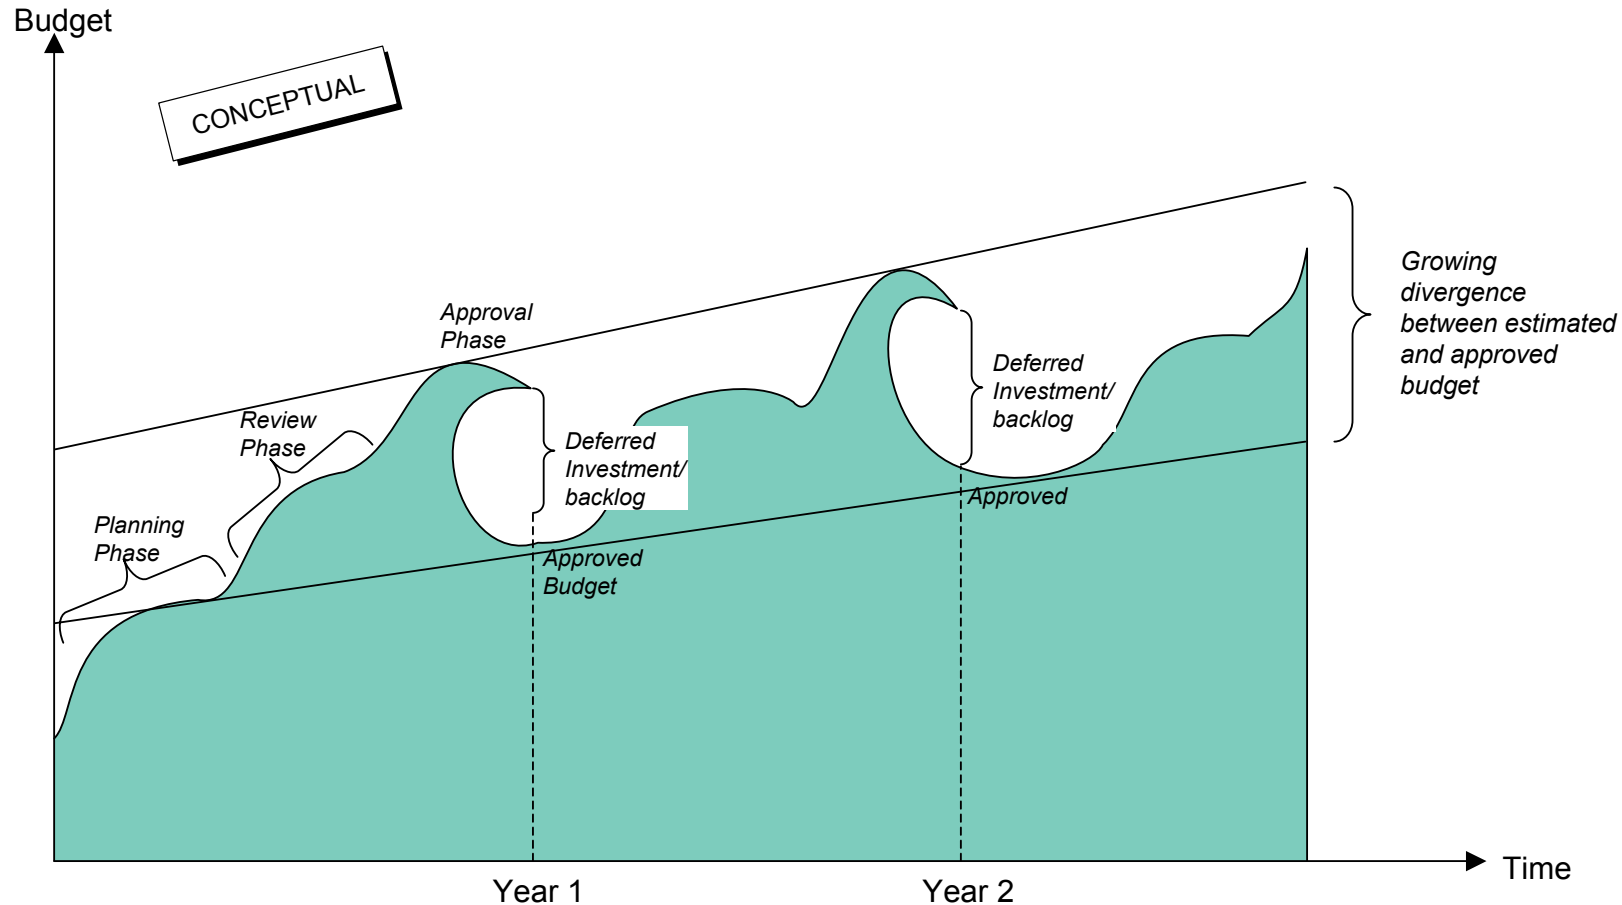 Budget
CONCEPTUAL
Growing
divergence
between estimated
and approved
budget
Approval
Phase
Deferred
Investment/
backlog
Review
Phase
Deferred
Investment/
backlog
Approved
Planning
Phase
Approved
Budget
Time
Year 1
Year 2